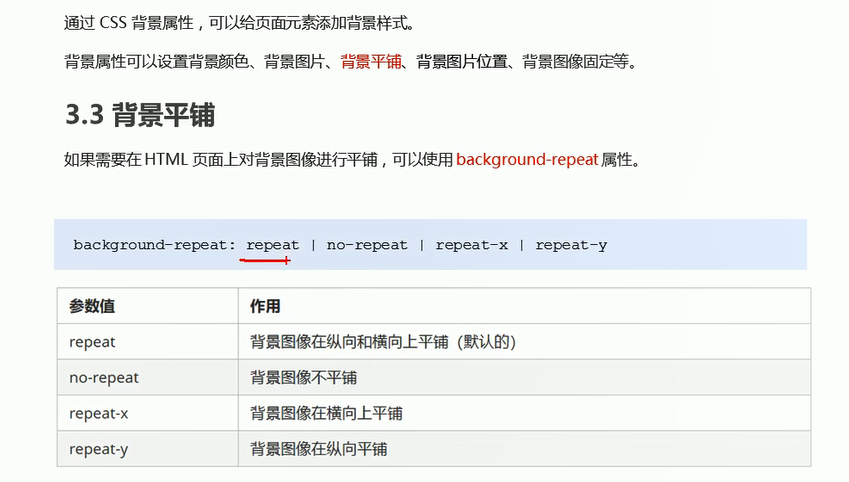 通过 CSS 背景属性，可以给页面元素添加背景样式。
背景属性可以设置背景颜色、背景图片、背景平铺、背景图片位置、背景图像固定等。
3.3 背景平铺
如果需要在 HTML 页面上对背景图像进行平铺，可以使用 background-repeat 属性。
background-repeat: repeat | no-repeat | repeat-x | repeat-y
参数值 作用
repeat 背景图像在纵向和横向上平铺（默认的）
no-repeat 背景图像不平铺
repeat-x 背景图像在横向上平铺
repeat-y 背景图像在纵向平铺